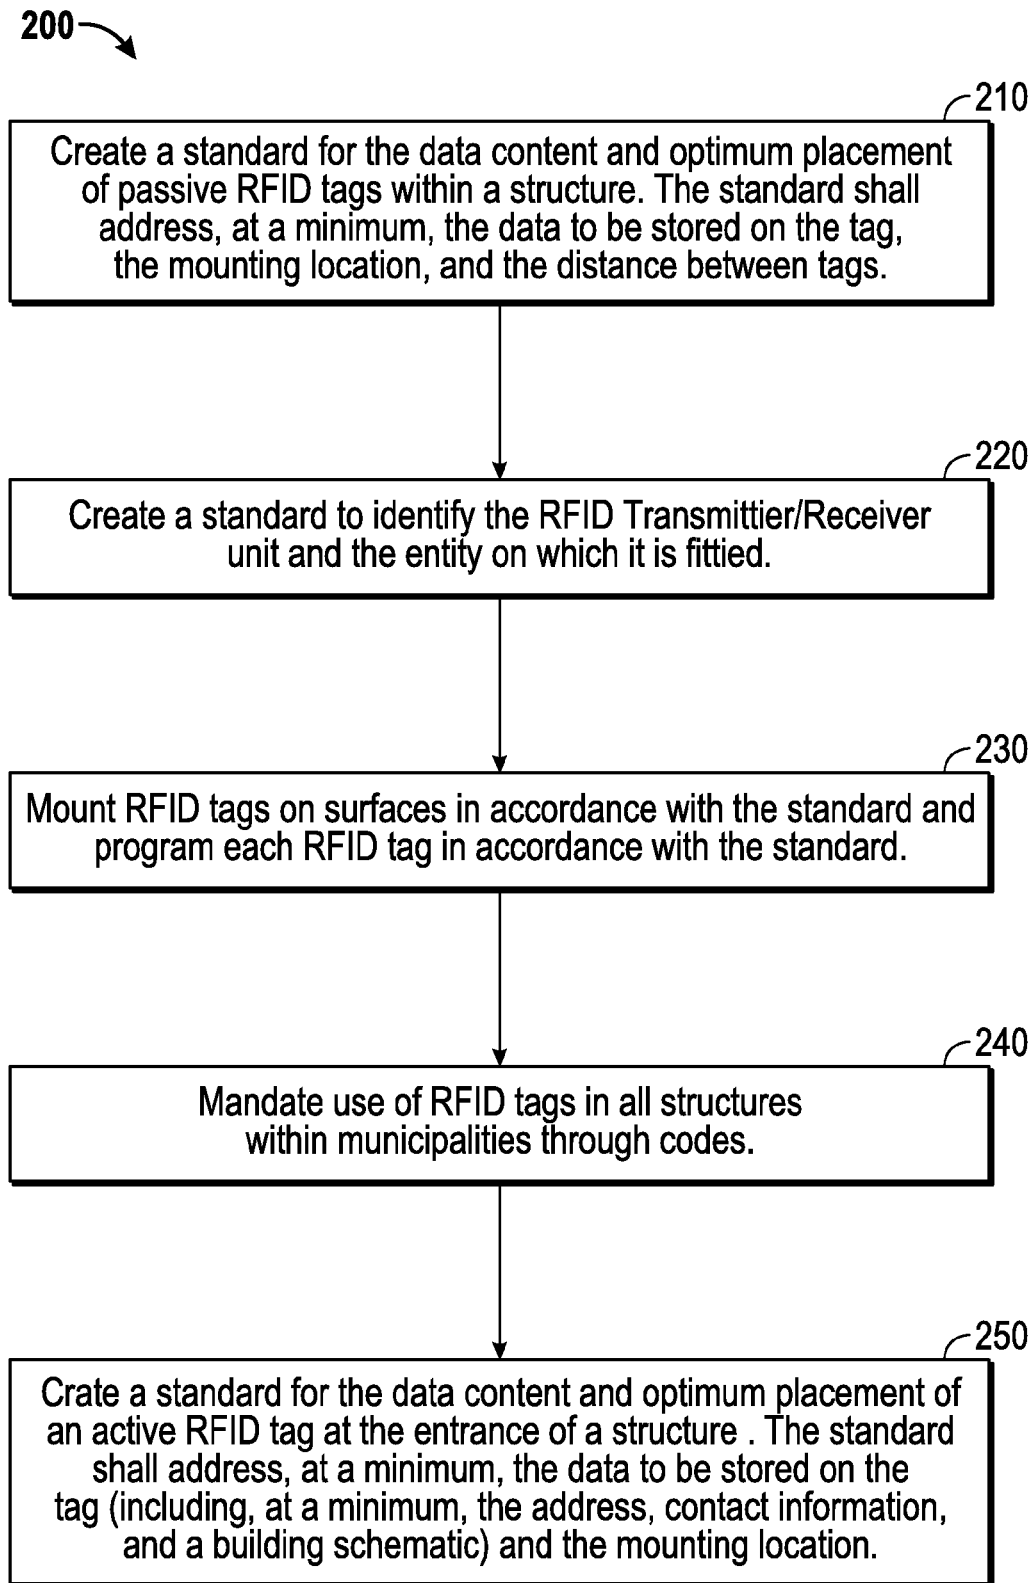 200
210
Create a standard for the data content and optimum placement
of passive RFID tags within a structure. The standard shall
address, at a minimum, the data to be stored on the tag,
the mounting location, and the distance between tags.
220
Create a standard to identify the RFID Transmittier/Receiver
unit and the entity on which it is fittied.
230
Mount RFID tags on surfaces in accordance with the standard and
program each RFID tag in accordance with the standard.
240
Mandate use of RFID tags in all structures
within municipalities through codes.
250
Crate a standard for the data content and optimum placement of
an active RFID tag at the entrance of a structure . The standard
shall address, at a minimum, the data to be stored on the
tag (including, at a minimum, the address, contact information,
and a building schematic) and the mounting location.